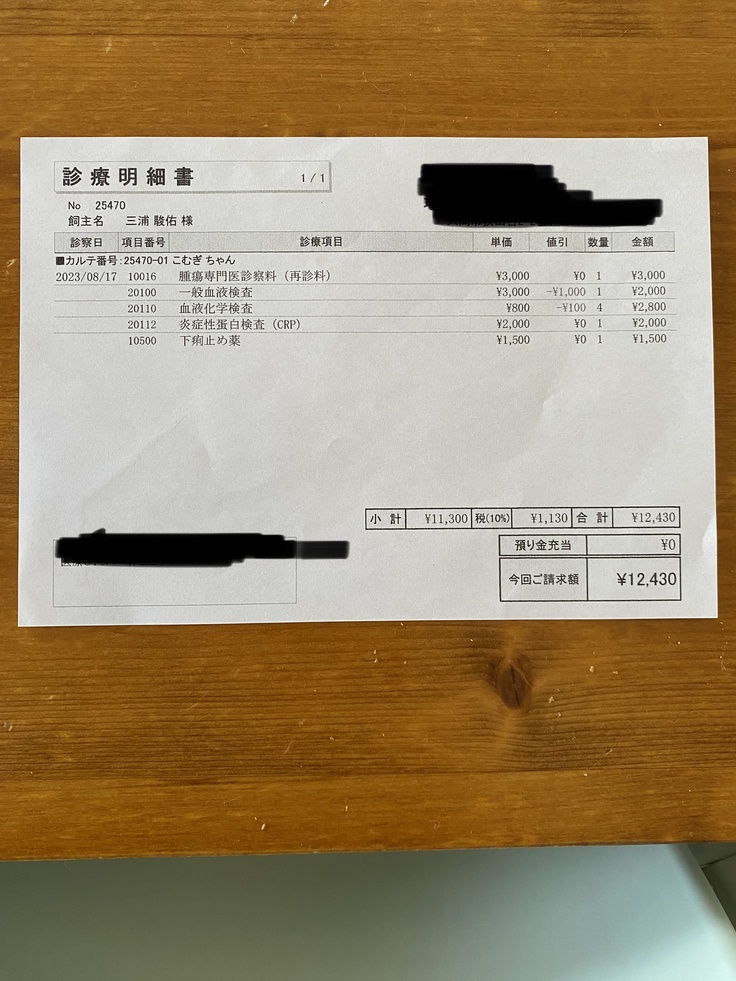 診療明細書 1/1
No 25470
飼主名 三浦 駿佑 様
診察日 項目番号 診療項目 単価 値引 数量 金額
■カルテ番号:25470-01 こむぎ ちゃん
2023/08/17 10016 腫瘍専門医診察料（再診料） ¥3,000 ¥0 1 ¥3,000
20100 一般血液検査 ¥3,000 -¥1,000 1 ¥2,000
20110 血液化学検査 ¥800 -¥100 4 ¥2,800
20112 炎症性蛋白検査（CRP） ¥2,000 ¥0 1 ¥2,000
10500 下痢止め薬 ¥1,500 ¥0 1 ¥1,500
小計 ¥11,300 税(10%) ¥1,130 合計 ¥12,430
預り金充当 ¥0
今回ご請求額 ¥12,430